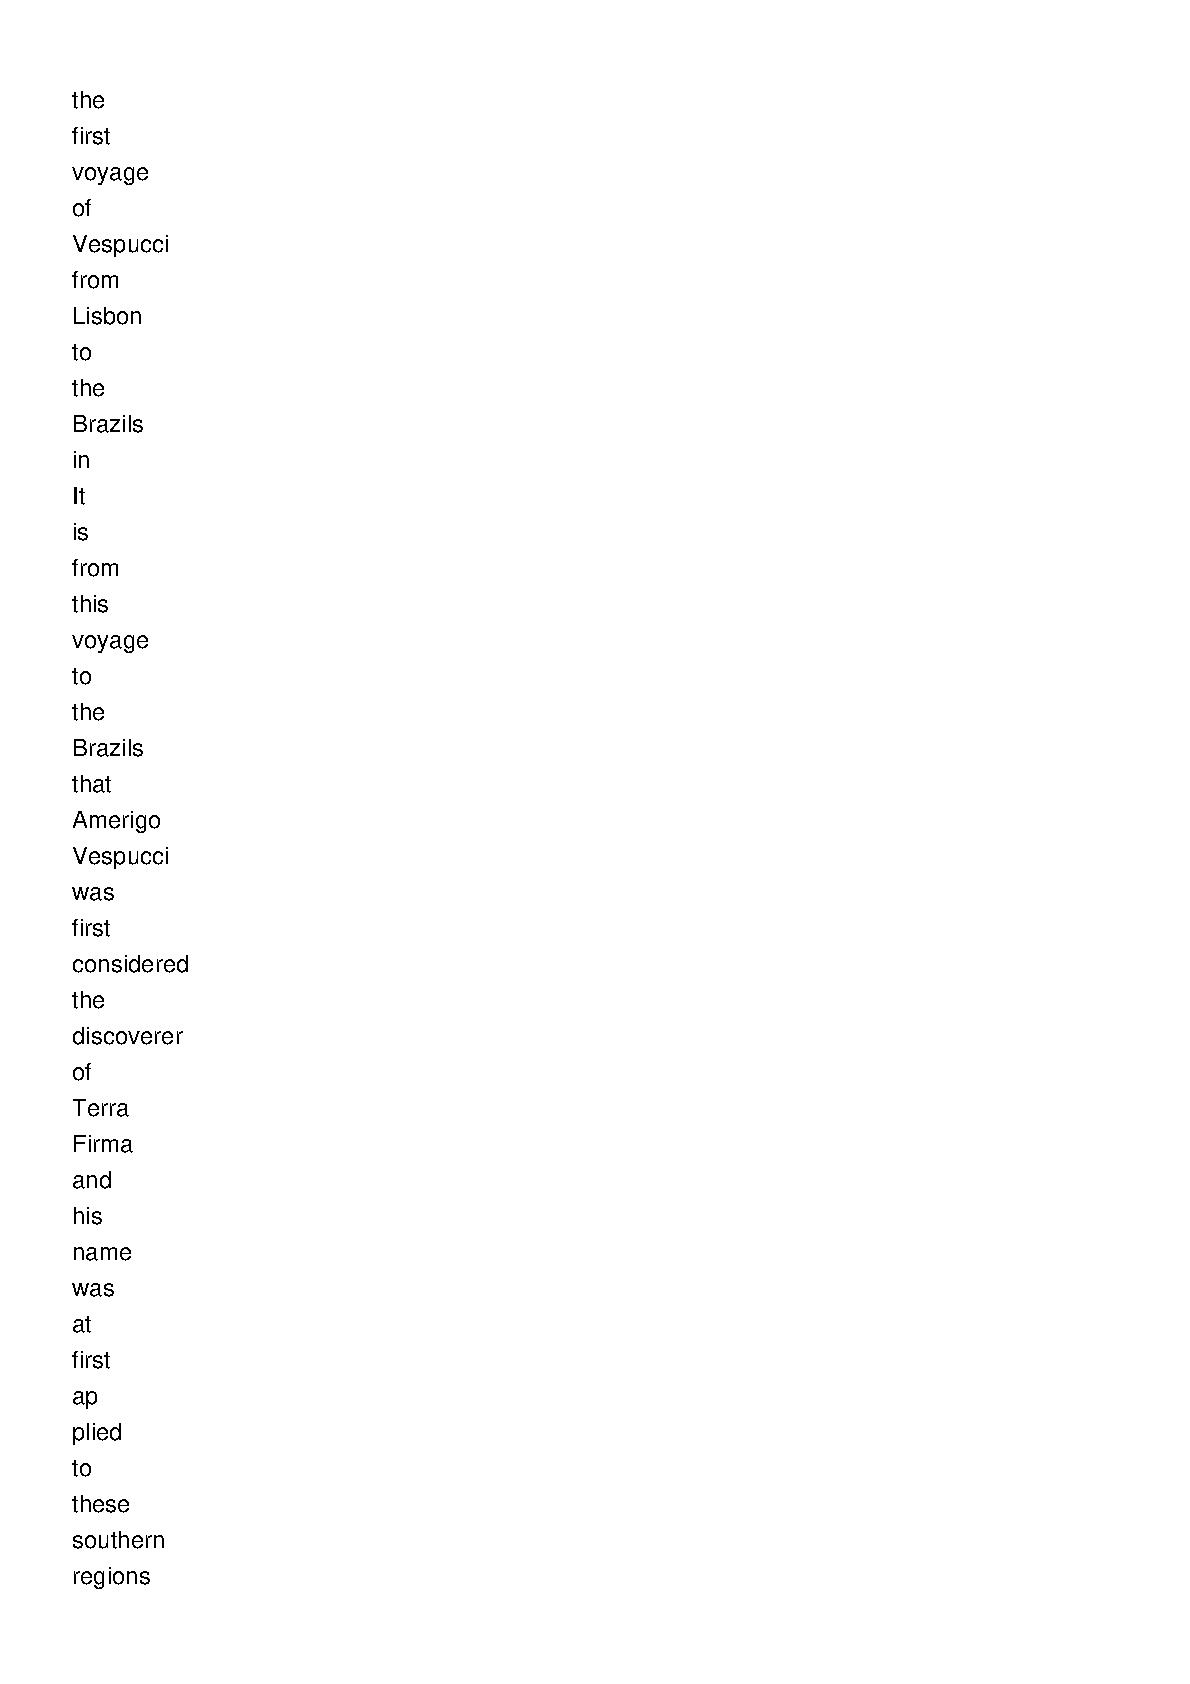 the
first
voyage
of
Vespucci
from
Lisbon
to
the
Brazils
in
It
is
from
this
voyage
to
the
Brazils
that
Amerigo
Vespucci
was
first
considered
the
discoverer
of
Terra
Firma
and
his
name
was
at
first
ap
plied
to
these
southern
regions